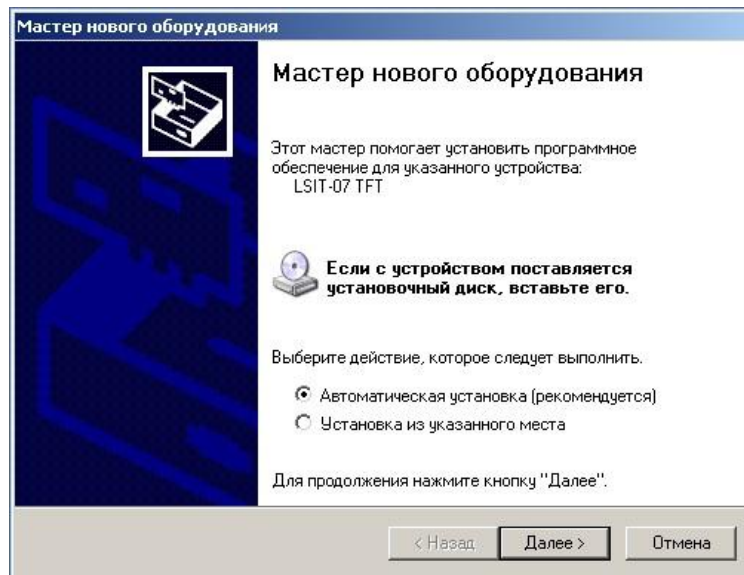 Мастер нового оборудования
Мастер нового оборудования
Этот мастер помогает установить программное
обеспечение для указанного устройства:
LSIT-07 TFT
Если с устройством поставляется
установочный диск, вставьте его.
Выберите действие, которое следует выполнить.
Автоматическая установка (рекомендуется)
Установка из указанного места
Для продолжения нажмите кнопку "Далее".
< Назад
Далее >
Отмена